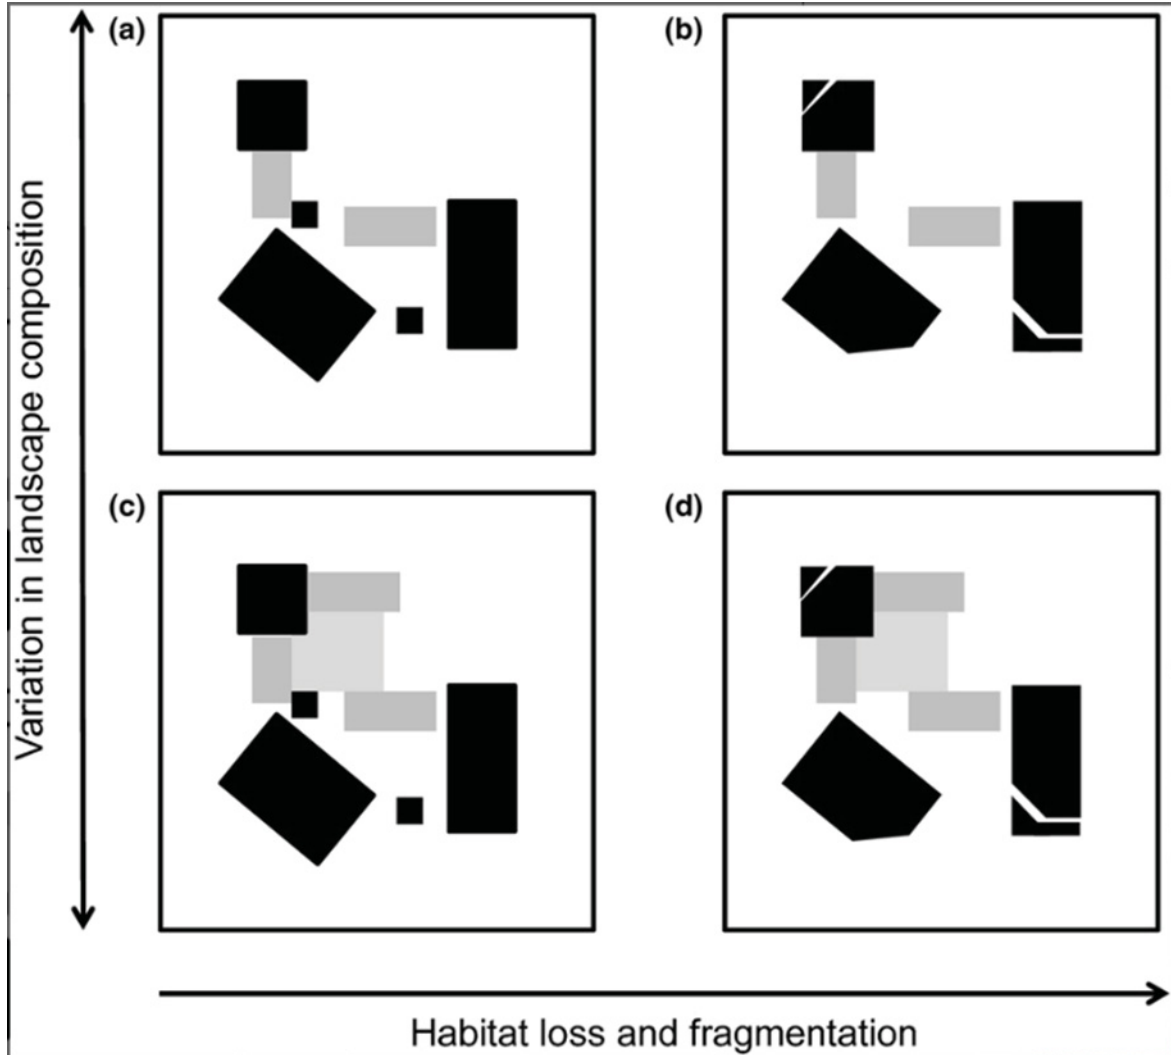 (a)
(b)
(c)
(d)
Variation in landscape composition
Habitat loss and fragmentation